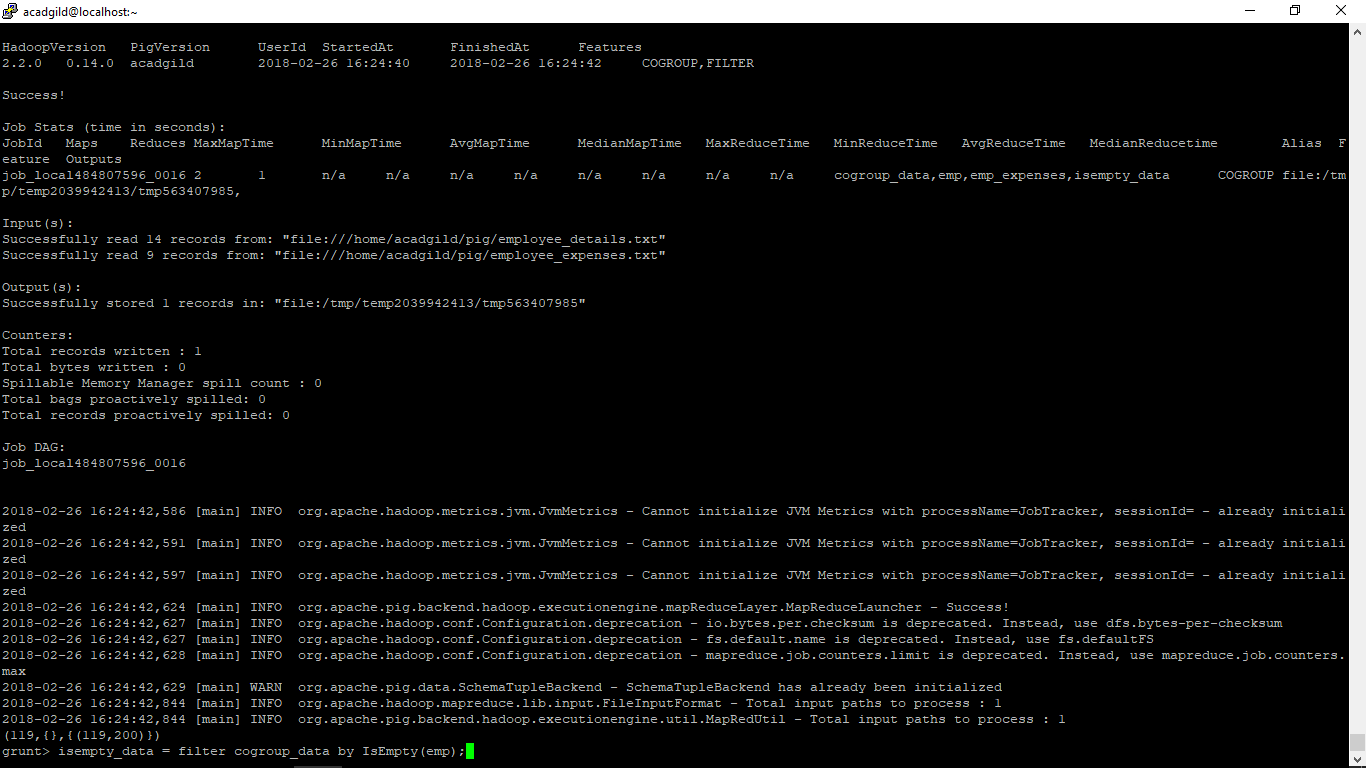 acadgild@localhost:~
HadoopVersion PigVersion UserId StartedAt FinishedAt Features
2.2.0 0.14.0 acadgild 2018-02-26 16:24:40 2018-02-26 16:24:42 COGROUP,FILTER
Success!
Job Stats (time in seconds):
JobId Maps Reduces MaxMapTime MinMapTime AvgMapTime MedianMapTime MaxReduceTime MinReduceTime AvgReduceTime MedianReducetime Alias F
eature Outputs
job_local484807596_0016 2 1 n/a n/a n/a n/a n/a n/a n/a n/a cogroup_data,emp,emp_expenses,isempty_data COGROUP file:/tm
p/temp2039942413/tmp563407985,
Input(s):
Successfully read 14 records from: "file:///home/acadgild/pig/employee_details.txt"
Successfully read 9 records from: "file:///home/acadgild/pig/employee_expenses.txt"
Output(s):
Successfully stored 1 records in: "file:/tmp/temp2039942413/tmp563407985"
Counters:
Total records written : 1
Total bytes written : 0
Spillable Memory Manager spill count : 0
Total bags proactively spilled: 0
Total records proactively spilled: 0
Job DAG:
job_local484807596_0016
2018-02-26 16:24:42,586 [main] INFO org.apache.hadoop.metrics.jvm.JvmMetrics - Cannot initialize JVM Metrics with processName=JobTracker, sessionId= - already initiali
zed
2018-02-26 16:24:42,591 [main] INFO org.apache.hadoop.metrics.jvm.JvmMetrics - Cannot initialize JVM Metrics with processName=JobTracker, sessionId= - already initiali
zed
2018-02-26 16:24:42,597 [main] INFO org.apache.hadoop.metrics.jvm.JvmMetrics - Cannot initialize JVM Metrics with processName=JobTracker, sessionId= - already initiali
zed
2018-02-26 16:24:42,624 [main] INFO org.apache.pig.backend.hadoop.executionengine.mapReduceLayer.MapReduceLauncher - Success!
2018-02-26 16:24:42,627 [main] INFO org.apache.hadoop.conf.Configuration.deprecation - io.bytes.per.checksum is deprecated. Instead, use dfs.bytes-per-checksum
2018-02-26 16:24:42,627 [main] INFO org.apache.hadoop.conf.Configuration.deprecation - fs.default.name is deprecated. Instead, use fs.defaultFS
2018-02-26 16:24:42,628 [main] INFO org.apache.hadoop.conf.Configuration.deprecation - mapreduce.job.counters.limit is deprecated. Instead, use mapreduce.job.counters.
max
2018-02-26 16:24:42,629 [main] WARN org.apache.pig.data.SchemaTupleBackend - SchemaTupleBackend has already been initialized
2018-02-26 16:24:42,844 [main] INFO org.apache.hadoop.mapreduce.lib.input.FileInputFormat - Total input paths to process : 1
2018-02-26 16:24:42,844 [main] INFO org.apache.pig.backend.hadoop.executionengine.util.MapRedUtil - Total input paths to process : 1
(119,{},{(119,200)})
grunt> isempty_data = filter cogroup_data by IsEmpty(emp);